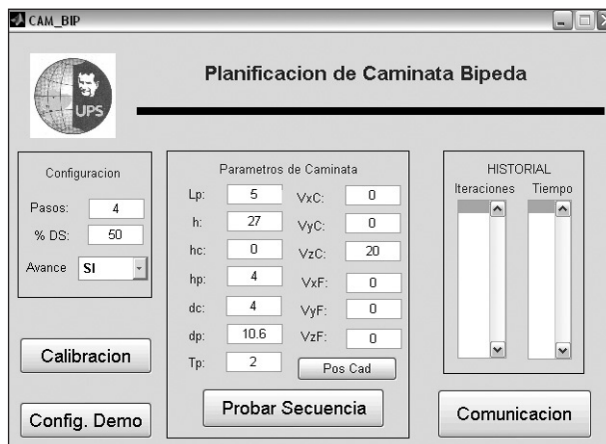 CAM_BIP
UPS
Planificacion de Caminata Bipeda
Configuracion
Pasos: 4
% DS: 50
Avance SI
Calibracion
Config. Demo
Parametros de Caminata
Lp: 5 VxC: 0
h: 27 VyC: 0
hc: 0 VzC: 20
hp: 4 VxF: 0
dc: 4 VyF: 0
dp: 10.6 VzF: 0
Tp: 2 Pos Cad
Probar Secuencia
HISTORIAL
Iteraciones Tiempo
Comunicacion